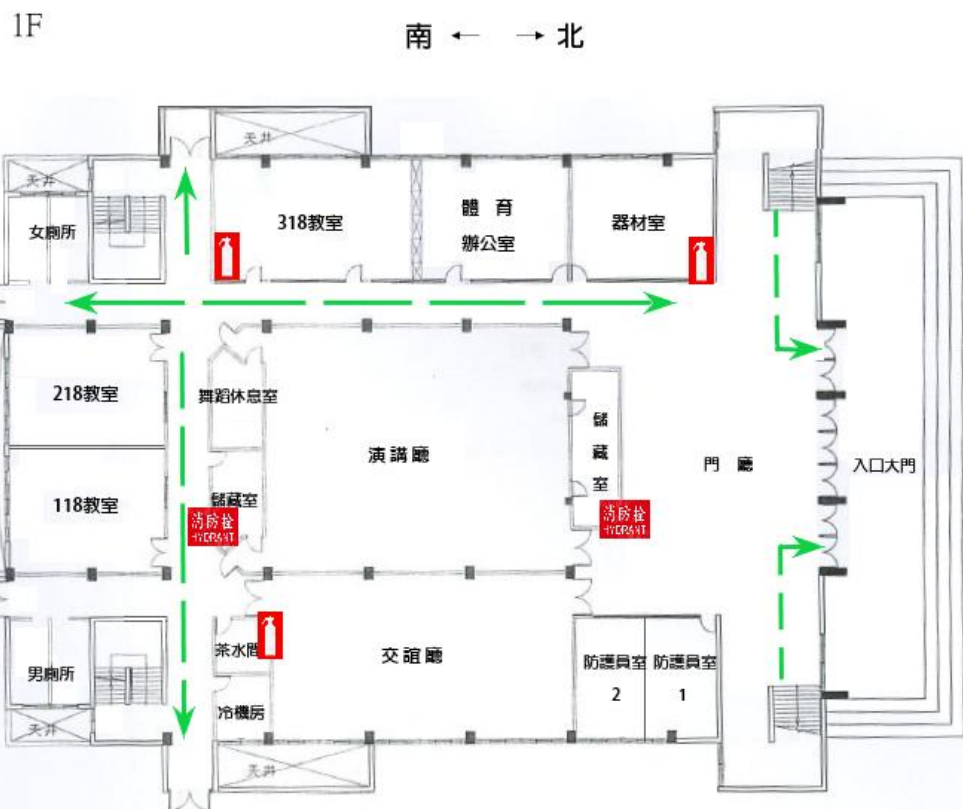 1F
南 ← → 北
天井
天井
女廁所
318教室
體育
辦公室
器材室
218教室
舞蹈休息室
演講廳
儲藏室
門廳
入口大門
118教室
儲藏室
消防栓
HYDRANT
消防栓
HYDRANT
男廁所
茶水間
交誼廳
防護員室
2
防護員室
1
冷機房
天井
天井